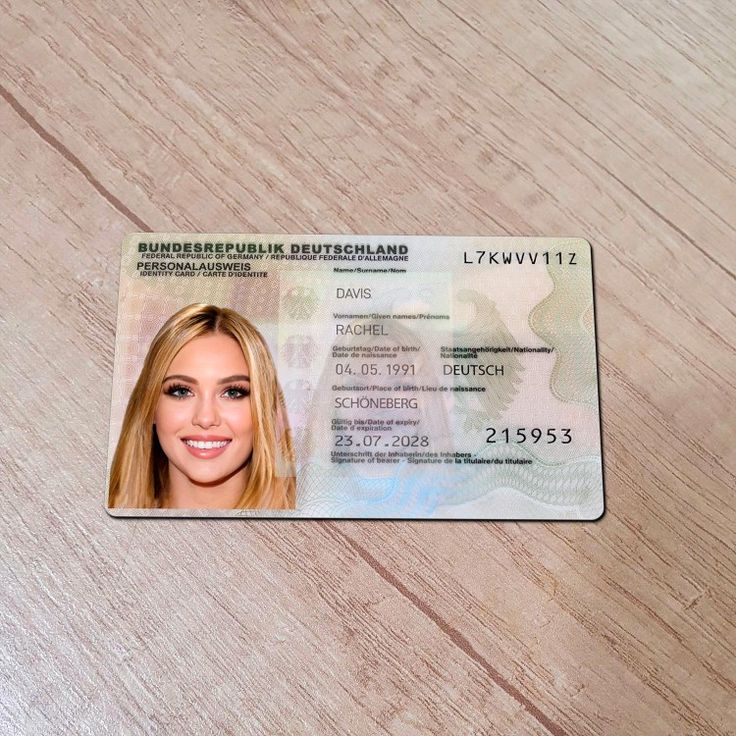 BUNDESREPUBLIK DEUTSCHLAND
FEDERAL REPUBLIC OF GERMANY / REPUBLIQUE FEDERALE D'ALLEMAGNE
PERSONALAUSWEIS
IDENTITY CARD / CARTE D'IDENTITE
L7KWVV11Z
Name/Surname/Nom
DAVIS
Vornamen/Given names/Prénoms
RACHEL
Geburtstag/Date of birth/
Date de naissance
04.05.1991
Staatsangehörigkeit/Nationality/
Nationalité
DEUTSCH
Geburtsort/Place of birth/Lieu de naissance
SCHÖNEBERG
Gültig bis/Date of expiry/
Date d'expiration
23.07.2028
215953
Unterschrift der Inhaberin/des Inhabers -
Signature of bearer - Signature de la titulaire/du titulaire